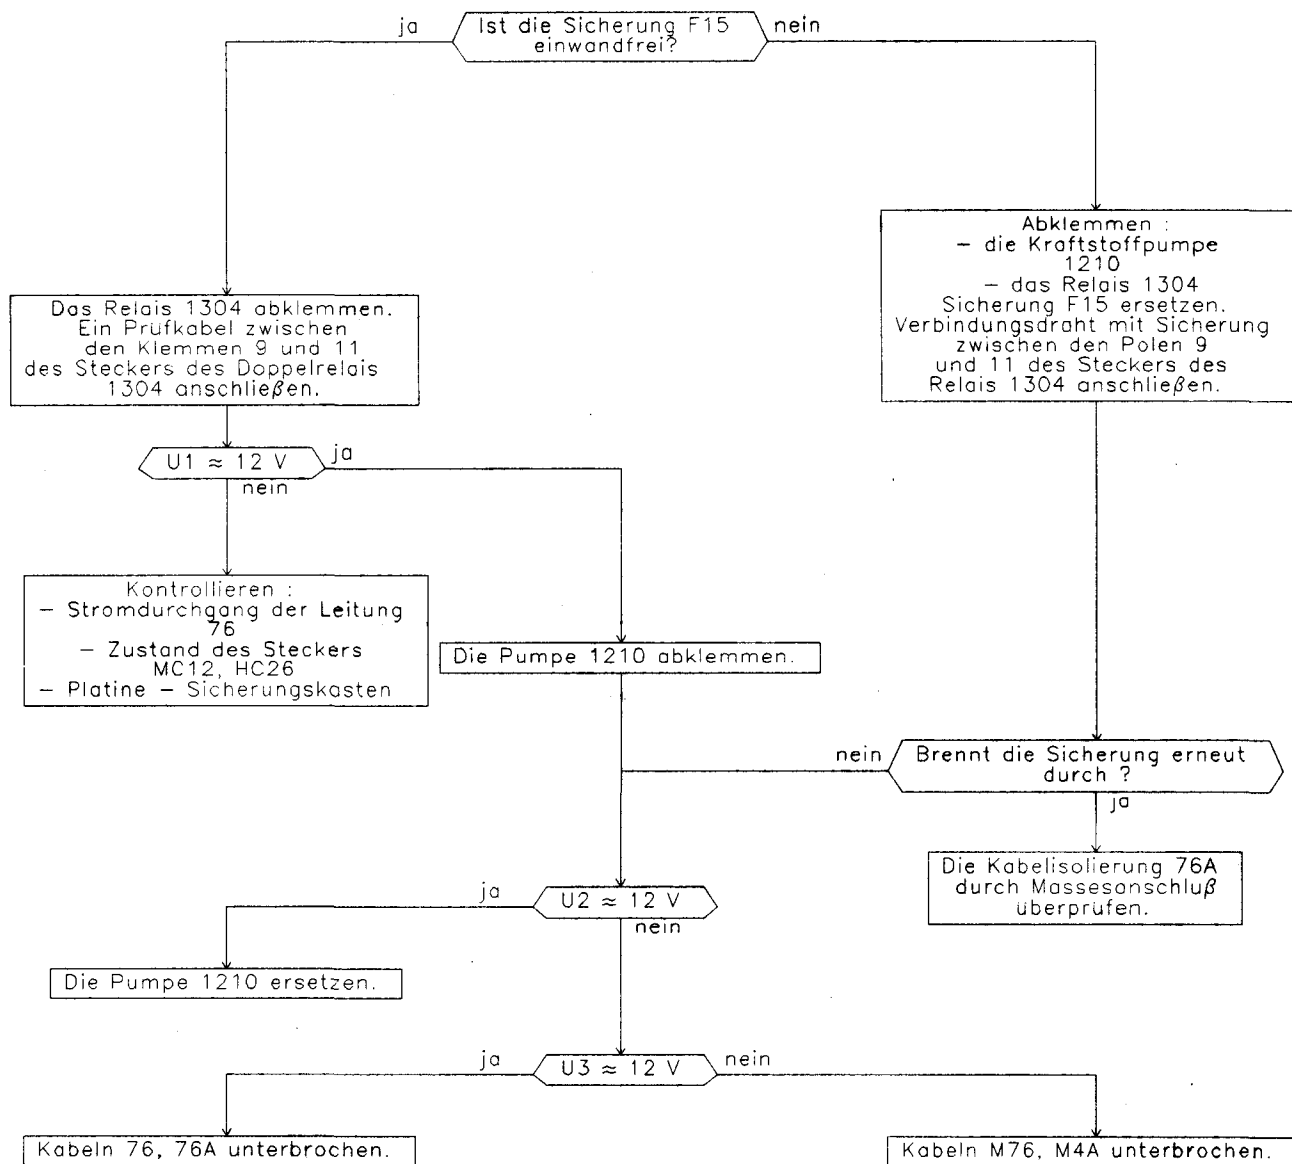 ja
Ist die Sicherung F15
einwandfrei?
nein
Abklemmen :
– die Kraftstoffpumpe
1210
– das Relais 1304
Sicherung F15 ersetzen.
Verbindungsdraht mit Sicherung
zwischen den Polen 9
und 11 des Steckers des
Relais 1304 anschließen.
Das Relais 1304 abklemmen.
Ein Prüfkabel zwischen
den Klemmen 9 und 11
des Steckers des Doppelrelais
1304 anschließen.
U1 ≈ 12 V
ja
nein
Kontrollieren :
– Stromdurchgang der Leitung
76
– Zustand des Steckers
MC12, HC26
– Platine – Sicherungskasten
Die Pumpe 1210 abklemmen.
nein
Brennt die Sicherung erneut
durch ?
ja
Die Kabelisolierung 76A
durch Massesanschluß
überprüfen.
ja
U2 ≈ 12 V
nein
Die Pumpe 1210 ersetzen.
ja
U3 ≈ 12 V
nein
Kabeln 76, 76A unterbrochen.
Kabeln M76, M4A unterbrochen.